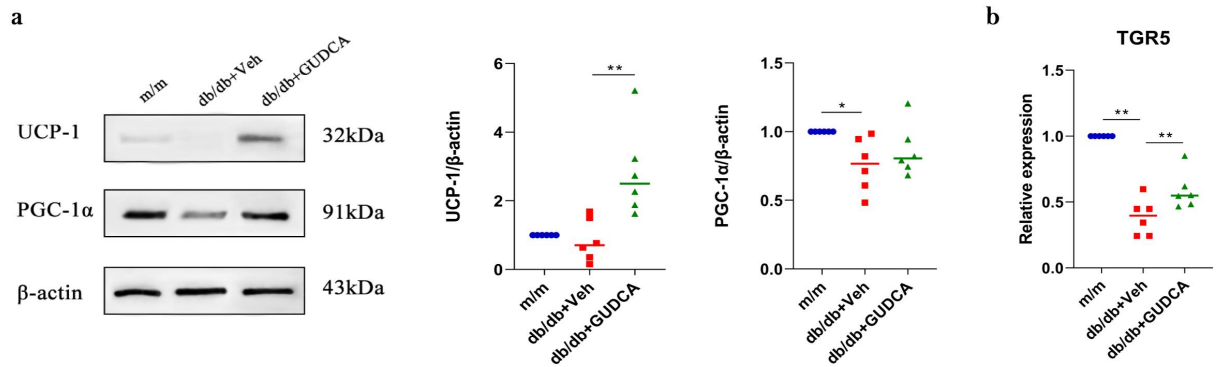 a
m/m
db/db+Veh
db/db+GUDCA
UCP-1
32kDa
PGC-1α
91kDa
β-actin
43kDa
UCP-1/β-actin
6
4
2
0
**
m/m
db/db+Veh
db/db+GUDCA
PGC-1α/β-actin
1.5
1.0
0.5
0.0
*
m/m
db/db+Veh
db/db+GUDCA
b
TGR5
Relative expression
1.5
1.0
0.5
0.0
**
**
m/m
db/db+Veh
db/db+GUDCA